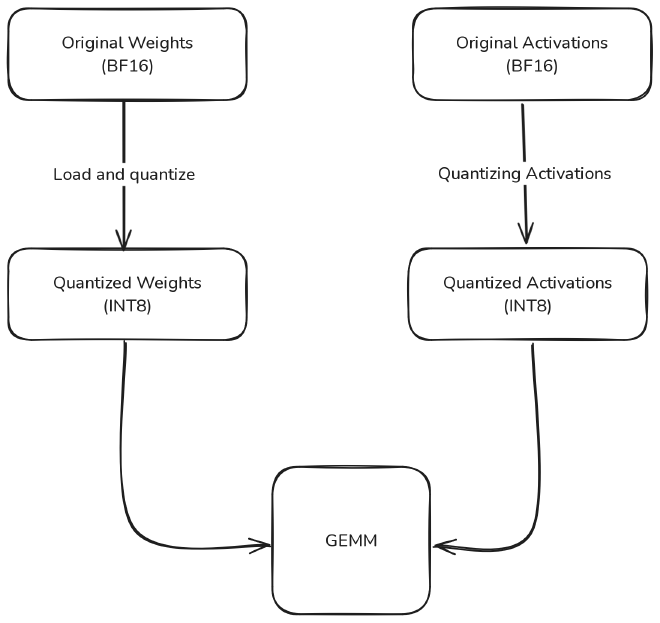 Original Weights
(BF16)
Original Activations
(BF16)
Load and quantize
Quantizing Activations
Quantized Weights
(INT8)
Quantized Activations
(INT8)
GEMM